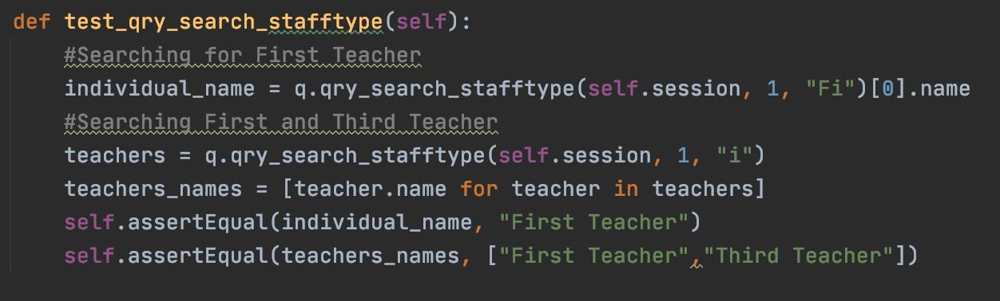 def test_qry_search_stafftype(self):
    #Searching for First Teacher
    individual_name = q.qry_search_stafftype(self.session, 1, "Fi")[0].name
    #Searching First and Third Teacher
    teachers = q.qry_search_stafftype(self.session, 1, "i")
    teachers_names = [teacher.name for teacher in teachers]
    self.assertEqual(individual_name, "First Teacher")
    self.assertEqual(teachers_names, ["First Teacher","Third Teacher"])